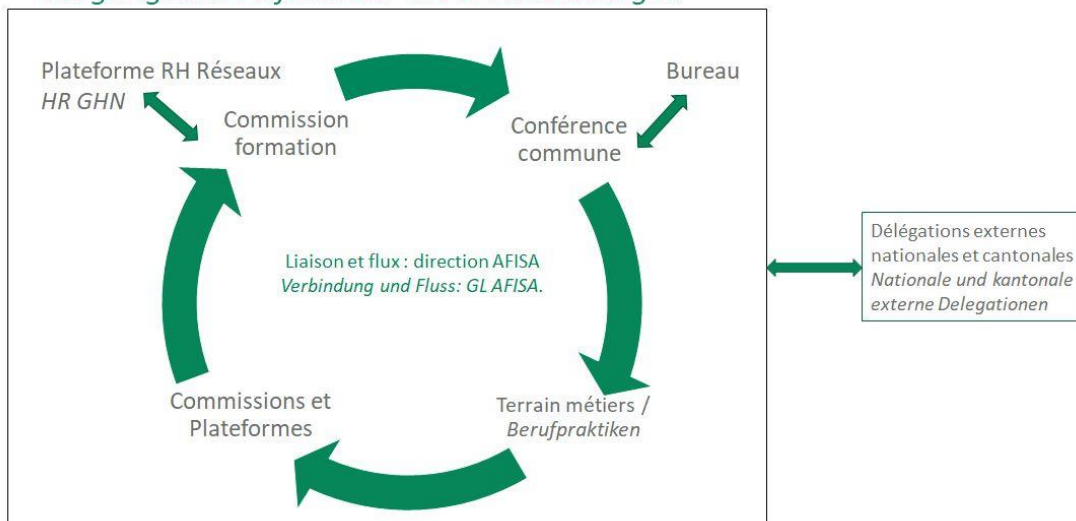 Plateforme RH Réseaux
HR GHN
Bureau
Commission
formation
Conférence
commune
Délégations externes
nationales et cantonales
Nationale und kantonale
externe Delegationen
Liaison et flux : direction AFISA
Verbindung und Fluss: GL AFISA.
Commissions et
Plateformes
Terrain métiers /
Berufpraktiken